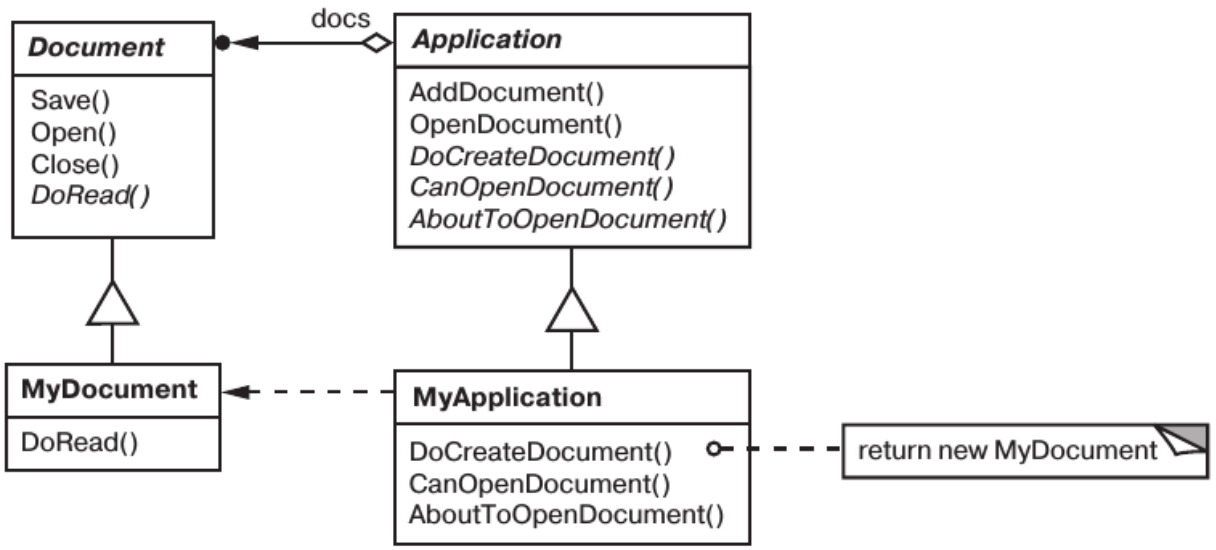 docs
Document
Save()
Open()
Close()
DoRead()
Application
AddDocument()
OpenDocument()
DoCreateDocument()
CanOpenDocument()
AboutToOpenDocument()
MyDocument
DoRead()
MyApplication
DoCreateDocument()
CanOpenDocument()
AboutToOpenDocument()
return new MyDocument